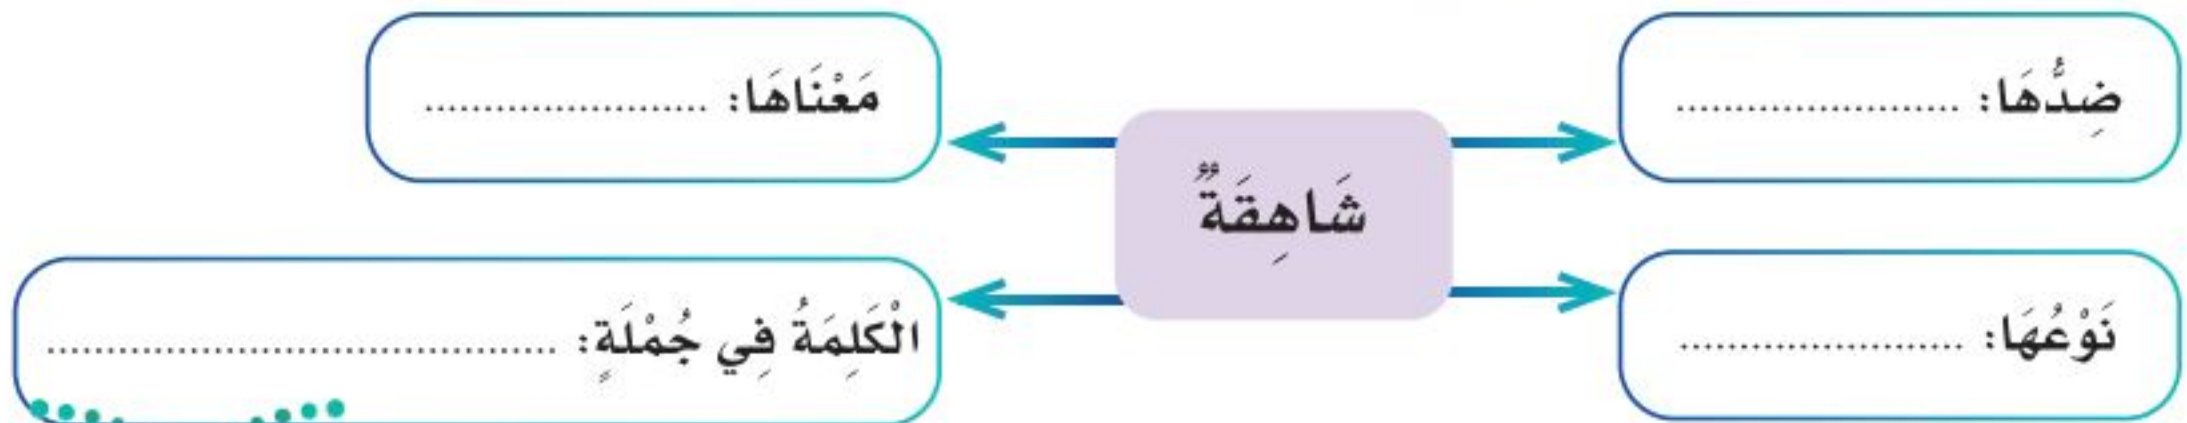 ضِدُّهَا: ........................
مَعْنَاهَا: ........................
شَاهِقَةٌ
نَوْعُهَا: ........................
الْكَلِمَةُ فِي جُمْلَةٍ: ............................................